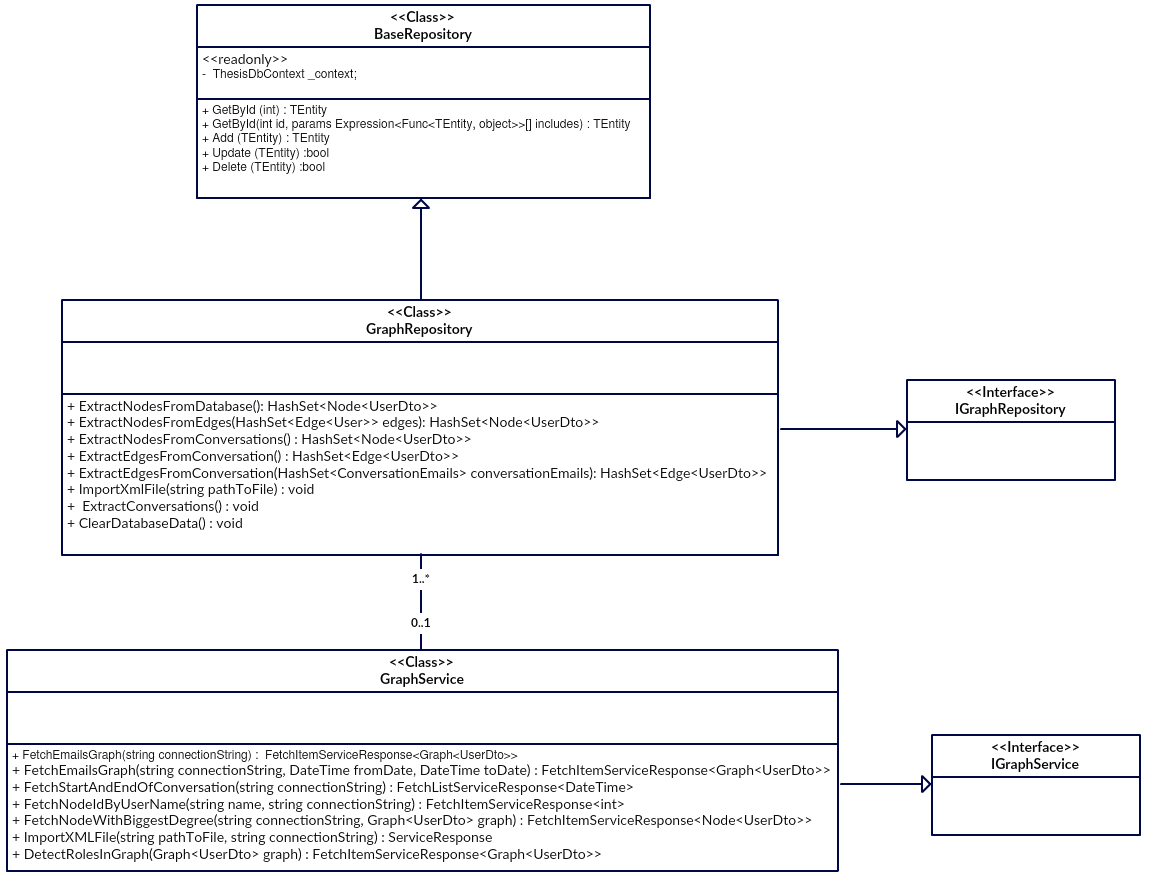 <<Class>>
BaseRepository
<<readonly>>
- ThesisDbContext _context;
+ GetById (int) : TEntity
+ GetById(int id, params Expression<Func<TEntity, object>>[] includes) : TEntity
+ Add (TEntity) : TEntity
+ Update (TEntity) :bool
+ Delete (TEntity) :bool
<<Class>>
GraphRepository
+ ExtractNodesFromDatabase(): HashSet<Node<UserDto>>
+ ExtractNodesFromEdges(HashSet<Edge<User>> edges): HashSet<Node<UserDto>>
+ ExtractNodesFromConversations() : HashSet<Node<UserDto>>
+ ExtractEdgesFromConversation() : HashSet<Edge<UserDto>>
+ ExtractEdgesFromConversation(HashSet<ConversationEmails> conversationEmails): HashSet<Edge<UserDto>>
+ ImportXmlFile(string pathToFile) : void
+ ExtractConversations() : void
+ ClearDatabaseData() : void
<<Interface>>
IGraphRepository
1..*
0..1
<<Class>>
GraphService
+ FetchEmailsGraph(string connectionString) : FetchItemServiceResponse<Graph<UserDto>>
+ FetchEmailsGraph(string connectionString, DateTime fromDate, DateTime toDate) : FetchItemServiceResponse<Graph<UserDto>>
+ FetchStartAndEndOfConversation(string connectionString) : FetchListServiceResponse<DateTime>
+ FetchNodeIdByUserName(string name, string connectionString) : FetchItemServiceResponse<int>
+ FetchNodeWithBiggestDegree(string connectionString, Graph<UserDto> graph) : FetchItemServiceResponse<Node<UserDto>>
+ ImportXMLFile(string pathToFile, string connectionString) : ServiceResponse
+ DetectRolesInGraph(Graph<UserDto> graph) : FetchItemServiceResponse<Graph<UserDto>>
<<Interface>>
IGraphService